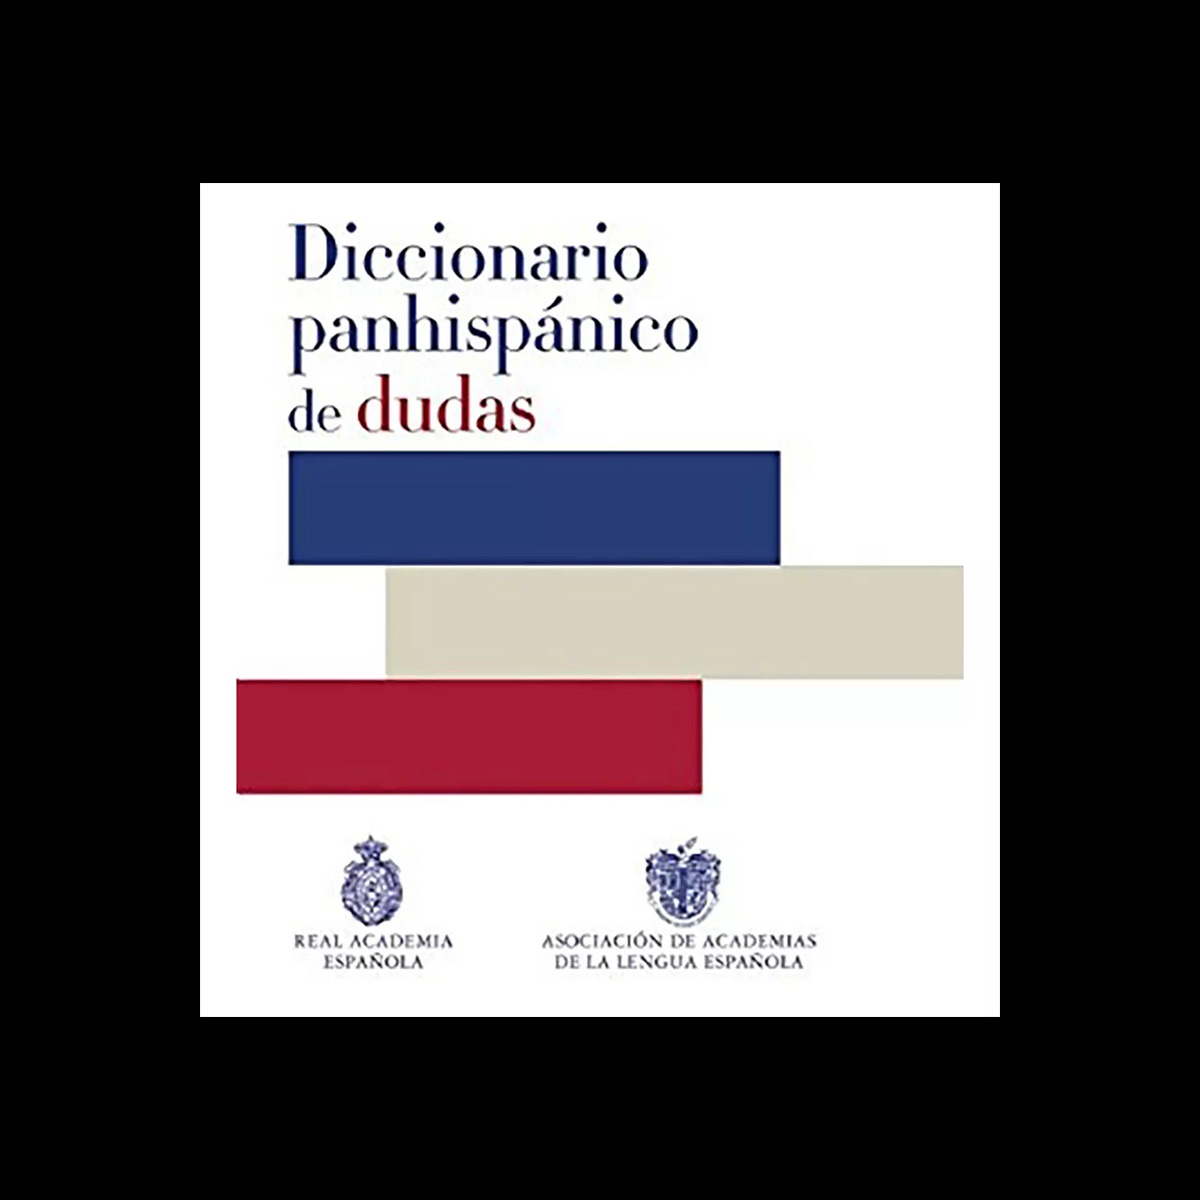 Diccionario
panhispánico
de dudas
REAL ACADEMIA
ESPAÑOLA
ASOCIACIÓN DE ACADEMIAS
DE LA LENGUA ESPAÑOLA